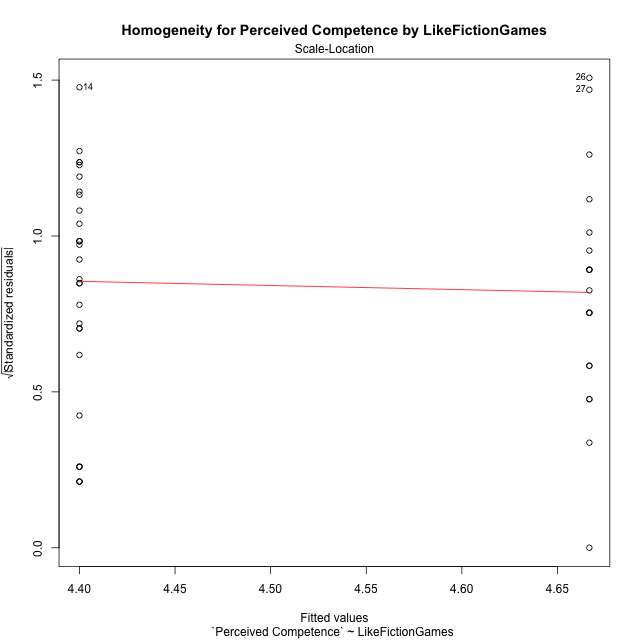 Homogeneity for Perceived Competence by LikeFictionGames
Scale-Location
1.5
1.0
0.5
0.0
√|Standardized residuals|
14
26
27
4.40 4.45 4.50 4.55 4.60 4.65
Fitted values
`Perceived Competence` ~ LikeFictionGames